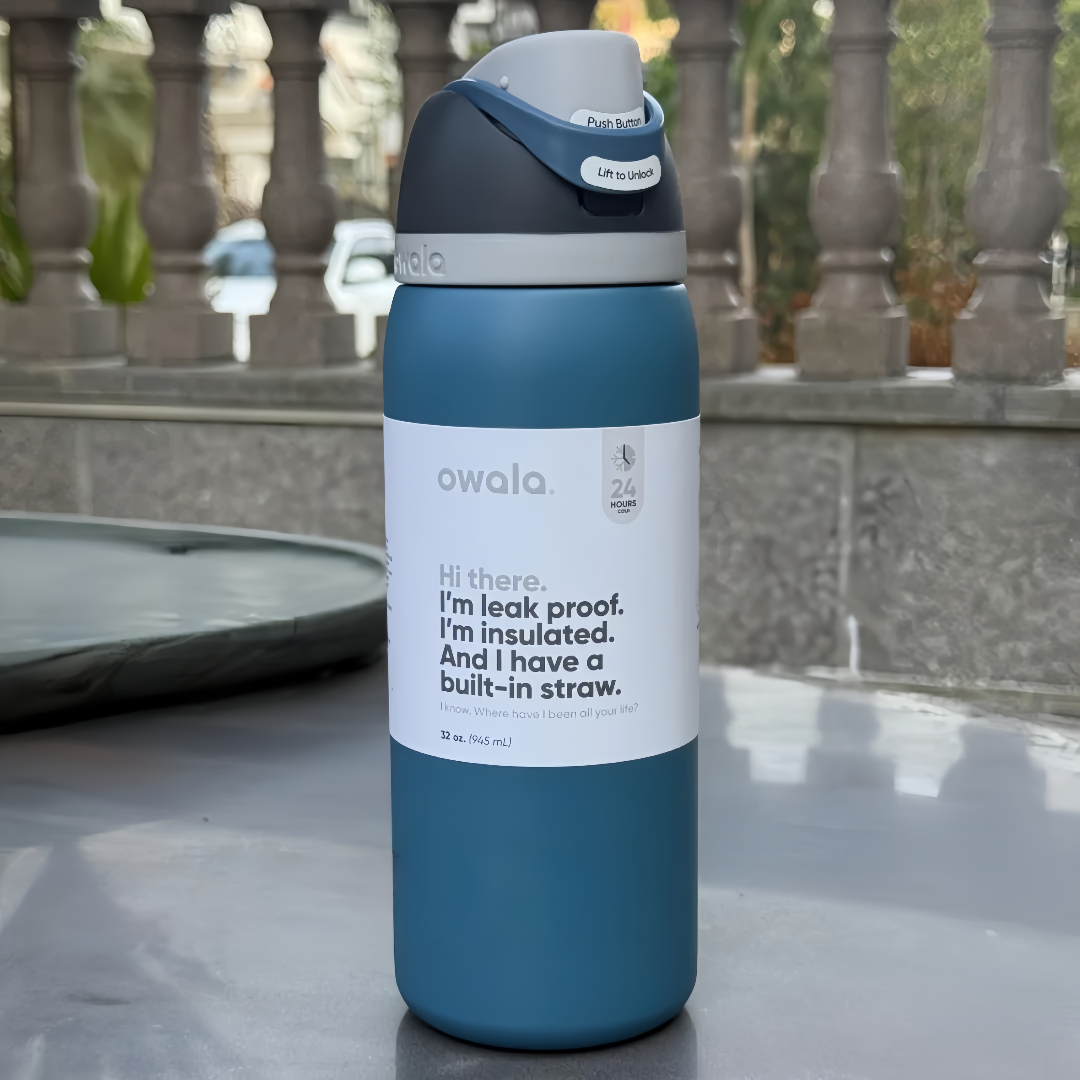 Push Button
Lift to Unlock
owala
owala.
24
HOURS
COLD
Hi there.
I'm leak proof.
I'm insulated.
And I have a
built-in straw.
I know. Where have I been all your life?
32 oz. (945 mL)